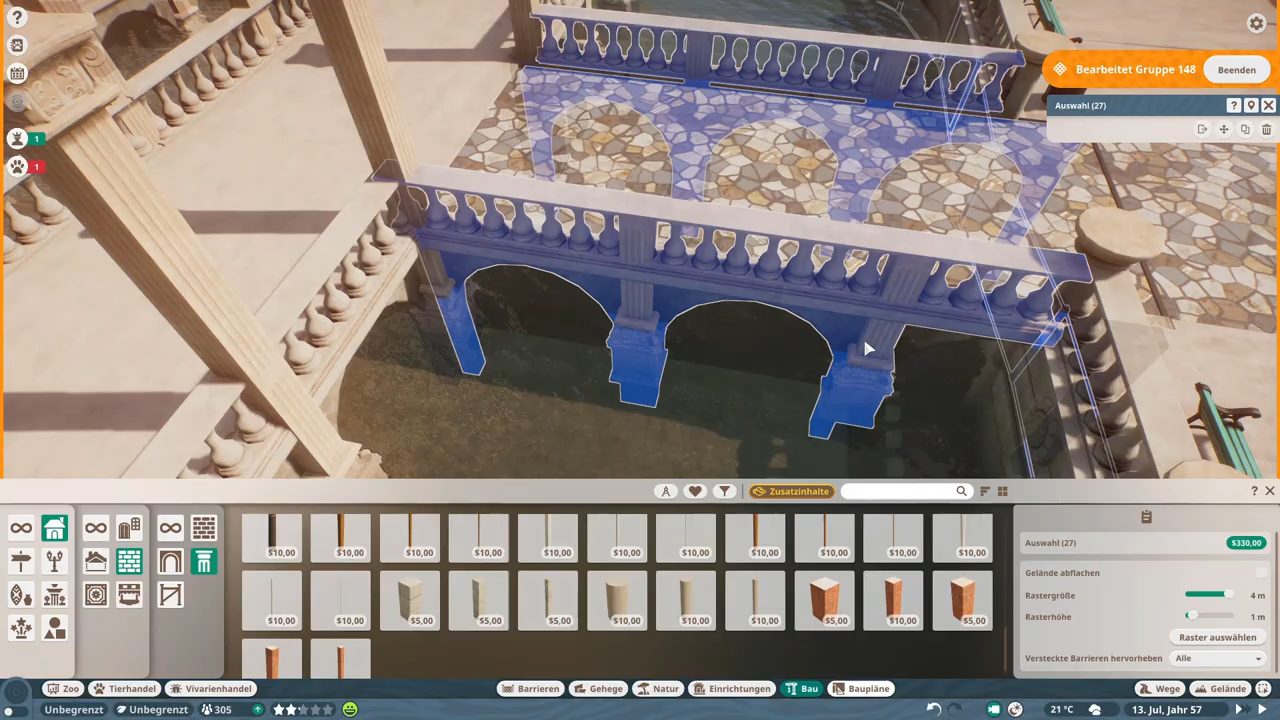 ?
Bearbeitet Gruppe 148
Beenden
Auswahl (27)
?
1
1
Zusatzinhalte
?
$10,00 $10,00 $10,00 $10,00 $10,00 $10,00 $10,00 $10,00 $10,00 $10,00 $10,00
$10,00 $10,00 $5,00 $5,00 $5,00 $10,00 $10,00 $10,00 $5,00 $10,00 $5,00
Auswahl (27) $330,00
Gelände abflachen
Rastergröße 4 m
Rasterhöhe 1 m
Raster auswählen
Versteckte Barrieren hervorheben Alle
Zoo Tierhandel Vivarienhandel Barrieren Gehege Natur Einrichtungen Bau Baupläne Wege Gelände
Unbegrenzt Unbegrenzt 305 21 °C 13. Jul, Jahr 57